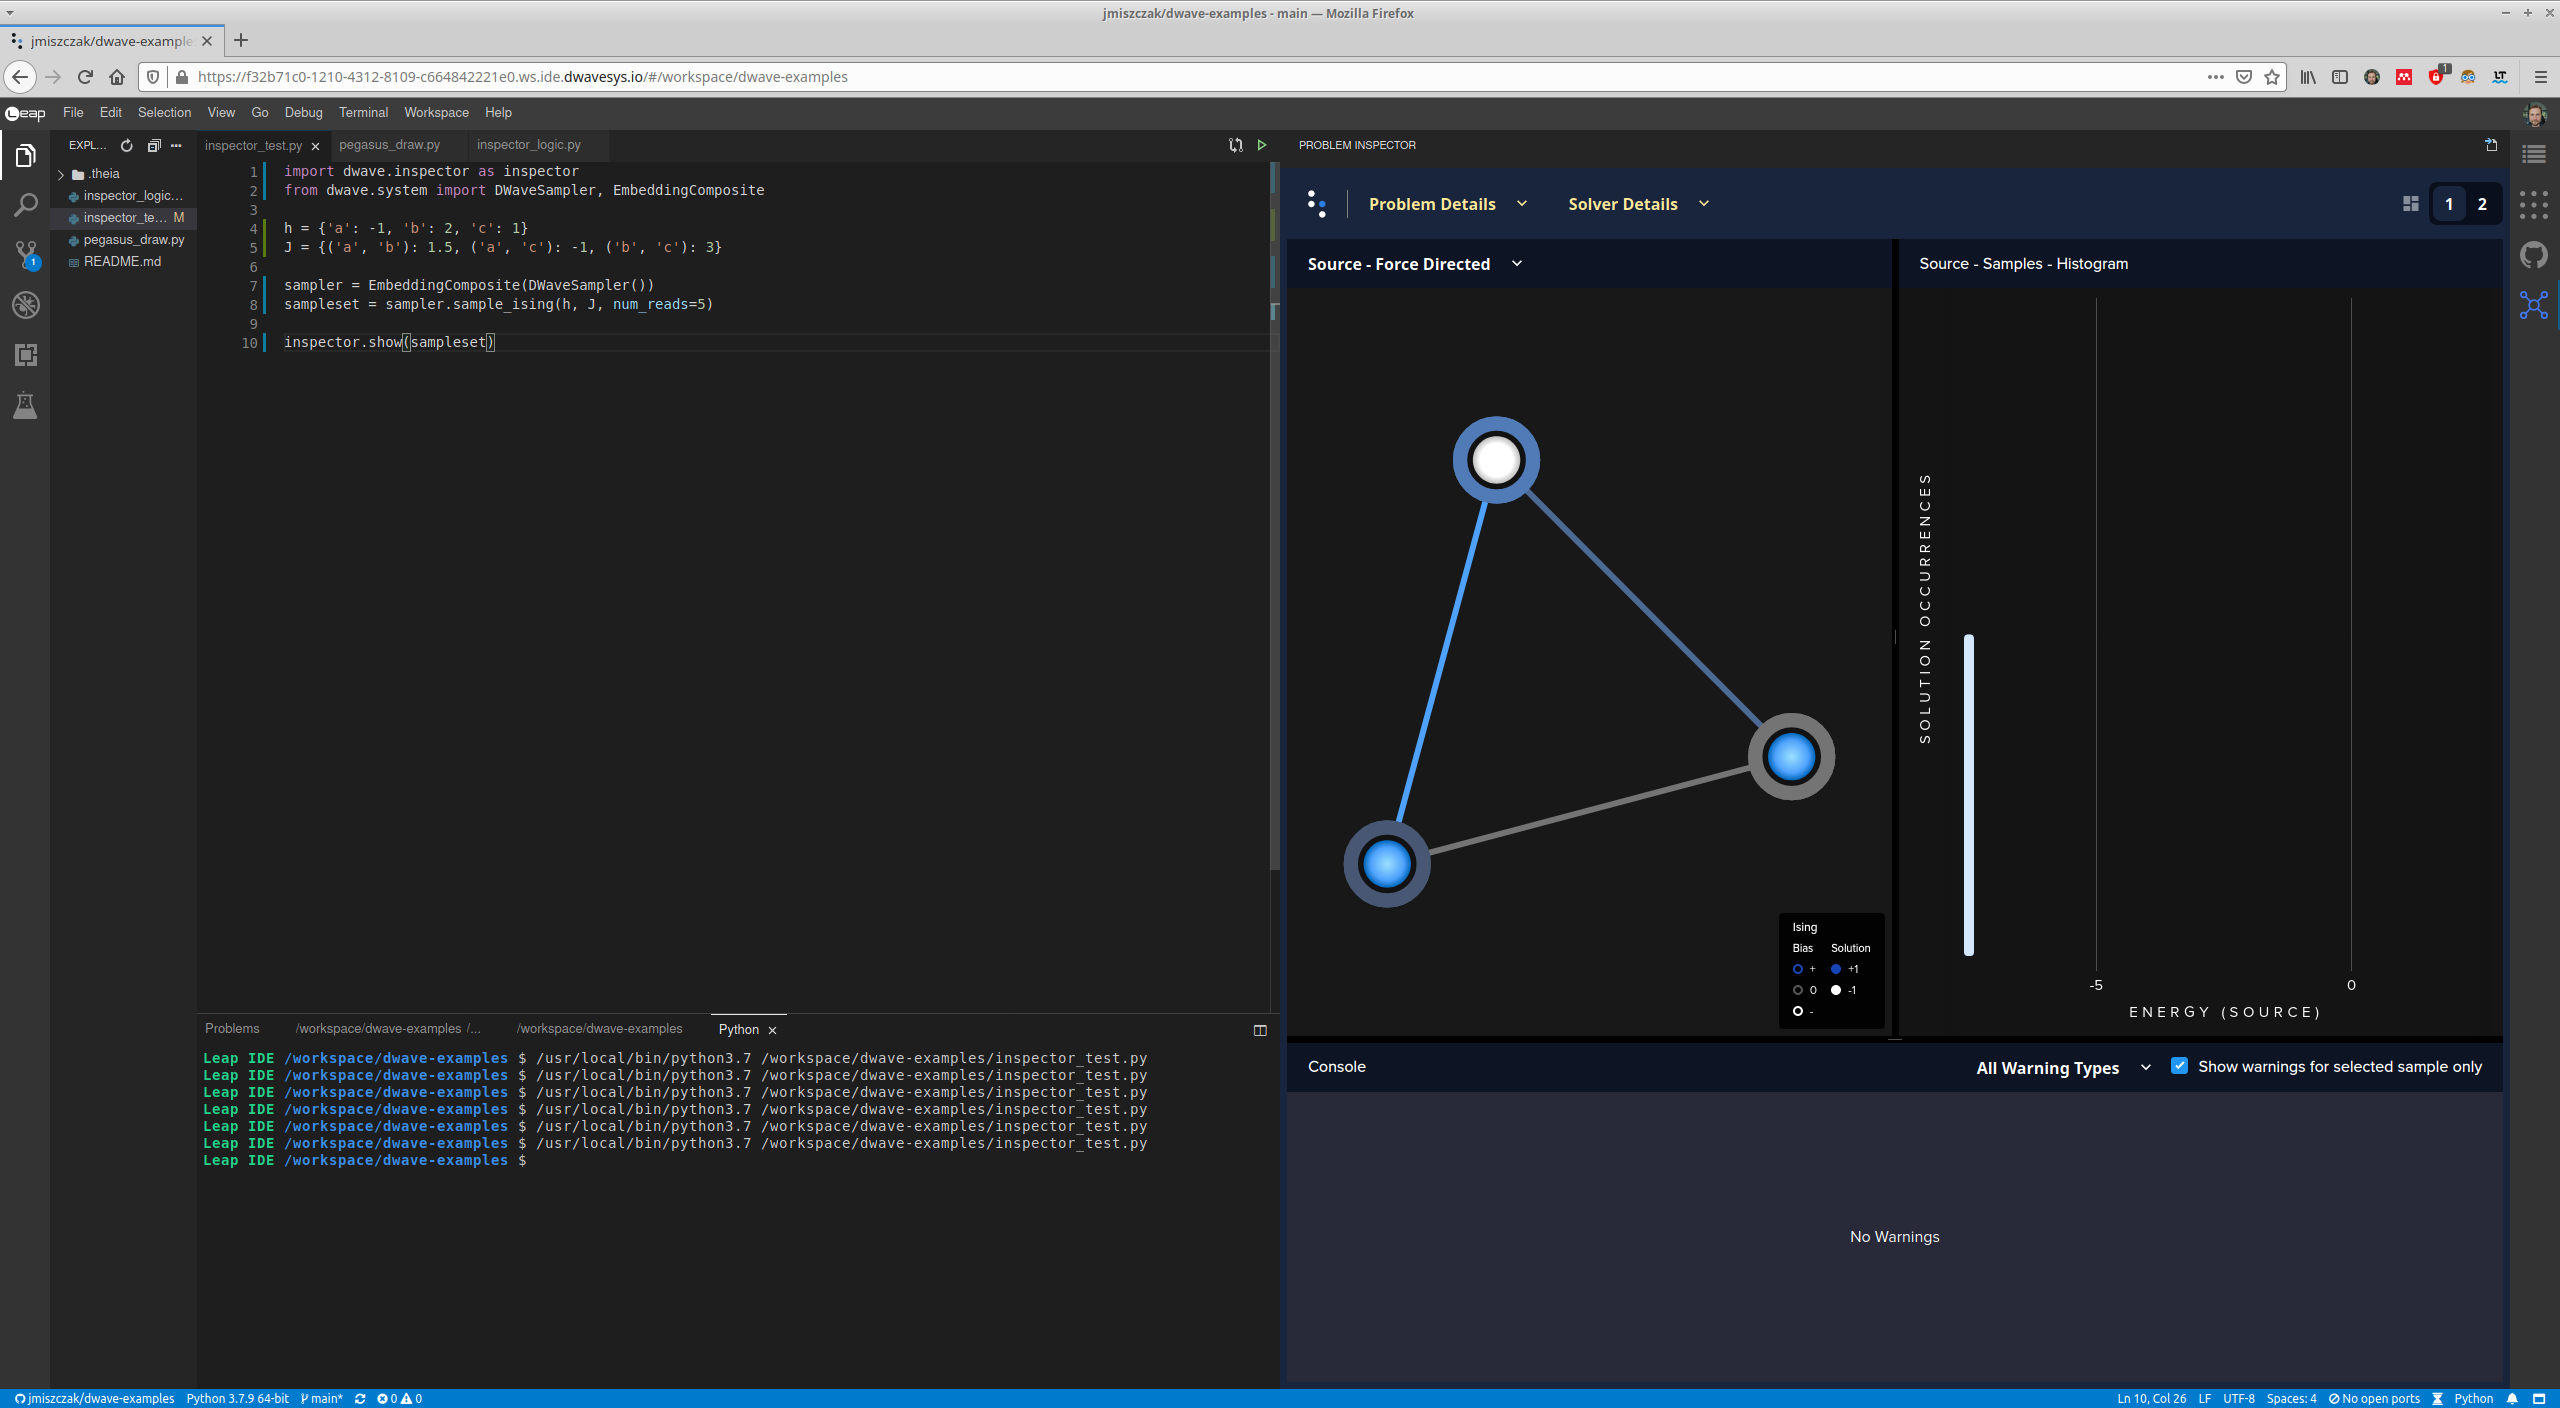 jmiszczak/dwave-examples - main — Mozilla Firefox
jmiszczak/dwave-example
https://f32b71c0-1210-4312-8109-c664842221e0.ws.ide.dwavesys.io/#/workspace/dwave-examples
1
LT
Leap File Edit Selection View Go Debug Terminal Workspace Help
EXPL...
.theia
inspector_logic...
inspector_te... M
pegasus_draw.py
README.md
1
inspector_test.py pegasus_draw.py inspector_logic.py
1 import dwave.inspector as inspector
2 from dwave.system import DWaveSampler, EmbeddingComposite
3
4 h = {'a': -1, 'b': 2, 'c': 1}
5 J = {('a', 'b'): 1.5, ('a', 'c'): -1, ('b', 'c'): 3}
6
7 sampler = EmbeddingComposite(DWaveSampler())
8 sampleset = sampler.sample_ising(h, J, num_reads=5)
9
10 inspector.show(sampleset)
Problems /workspace/dwave-examples /... /workspace/dwave-examples Python
Leap IDE /workspace/dwave-examples $ /usr/local/bin/python3.7 /workspace/dwave-examples/inspector_test.py
Leap IDE /workspace/dwave-examples $ /usr/local/bin/python3.7 /workspace/dwave-examples/inspector_test.py
Leap IDE /workspace/dwave-examples $ /usr/local/bin/python3.7 /workspace/dwave-examples/inspector_test.py
Leap IDE /workspace/dwave-examples $ /usr/local/bin/python3.7 /workspace/dwave-examples/inspector_test.py
Leap IDE /workspace/dwave-examples $ /usr/local/bin/python3.7 /workspace/dwave-examples/inspector_test.py
Leap IDE /workspace/dwave-examples $ /usr/local/bin/python3.7 /workspace/dwave-examples/inspector_test.py
Leap IDE /workspace/dwave-examples $
PROBLEM INSPECTOR
Problem Details Solver Details 1 2
Source - Force Directed
Ising
Bias Solution
+ +1
0 -1
-
Source - Samples - Histogram
SOLUTION OCCURRENCES
-5 0
ENERGY (SOURCE)
Console All Warning Types Show warnings for selected sample only
No Warnings
jmiszczak/dwave-examples Python 3.7.9 64-bit main* 0 0 Ln 10, Col 26 LF UTF-8 Spaces: 4 No open ports Python